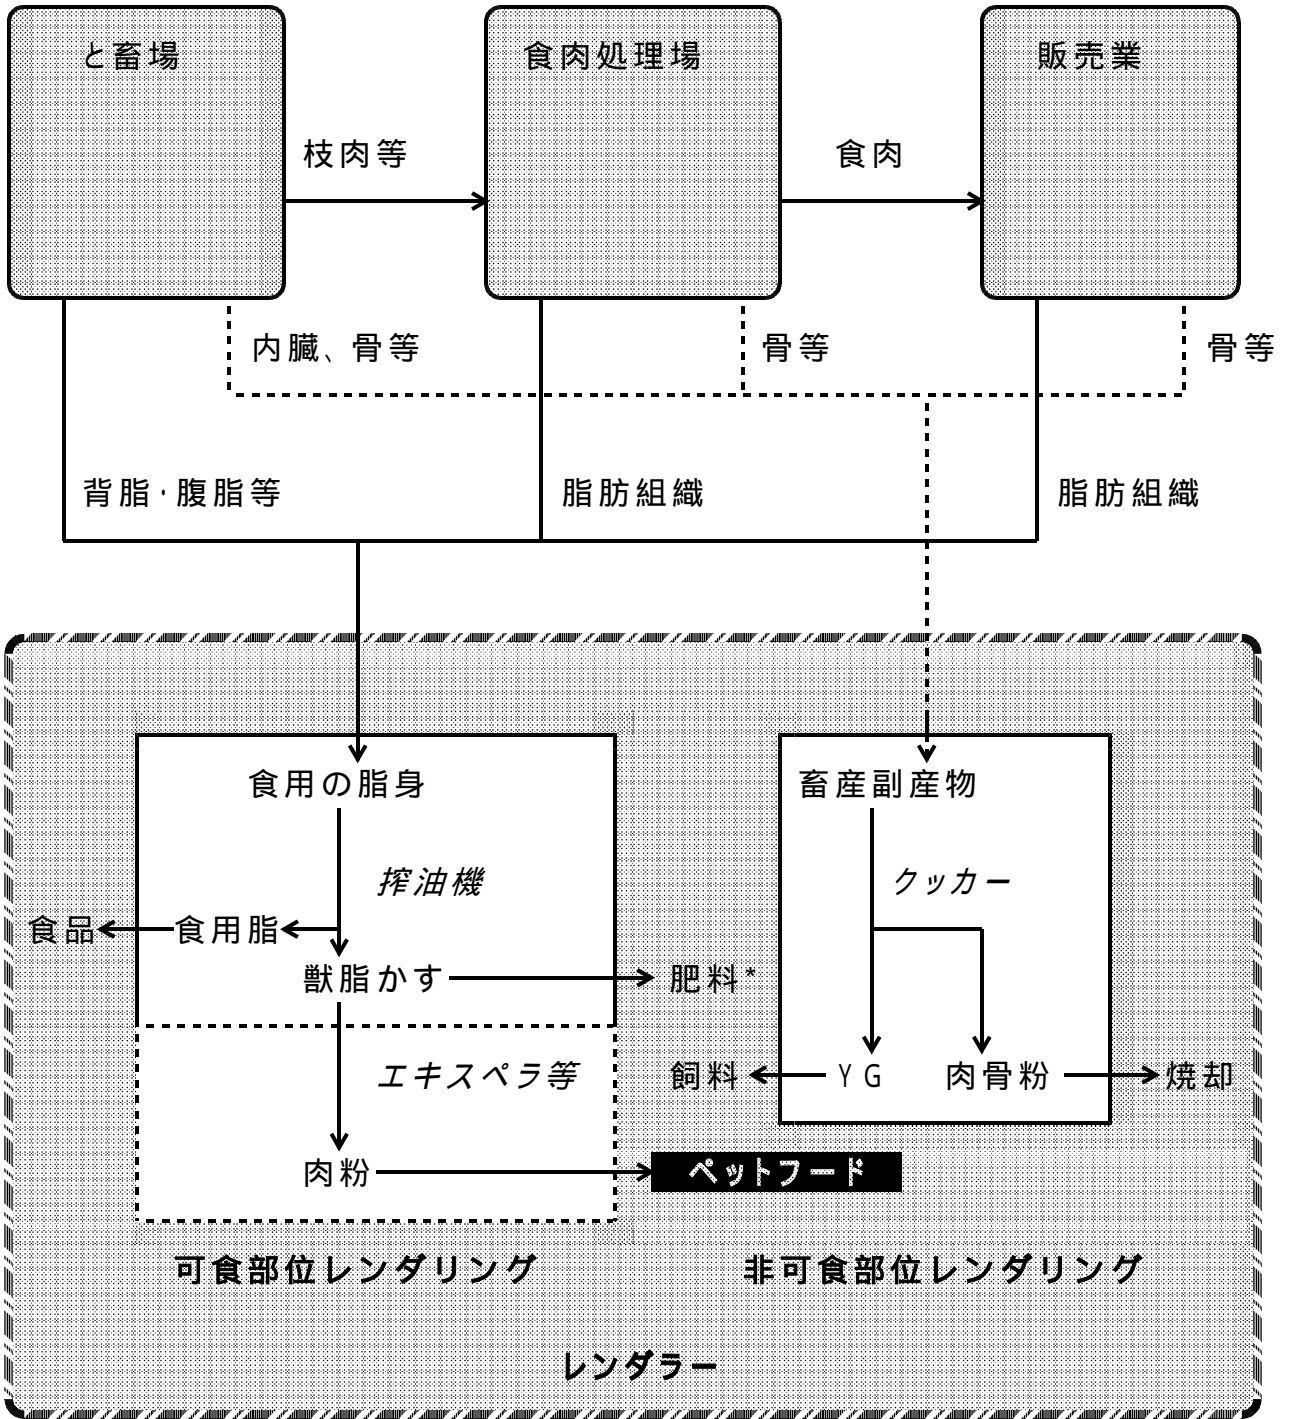 と畜場
食肉処理場
販売業
枝肉等
食肉
内臓、骨等
骨等
骨等
背脂・腹脂等
脂肪組織
脂肪組織
食用の脂身
畜産副産物
搾油機
クッカー
食品
食用脂
獣脂かす
肥料*
エキスペラ等
飼料
YG
肉骨粉
焼却
肉粉
ペットフード
可食部位レンダリング
非可食部位レンダリング
レンダラー